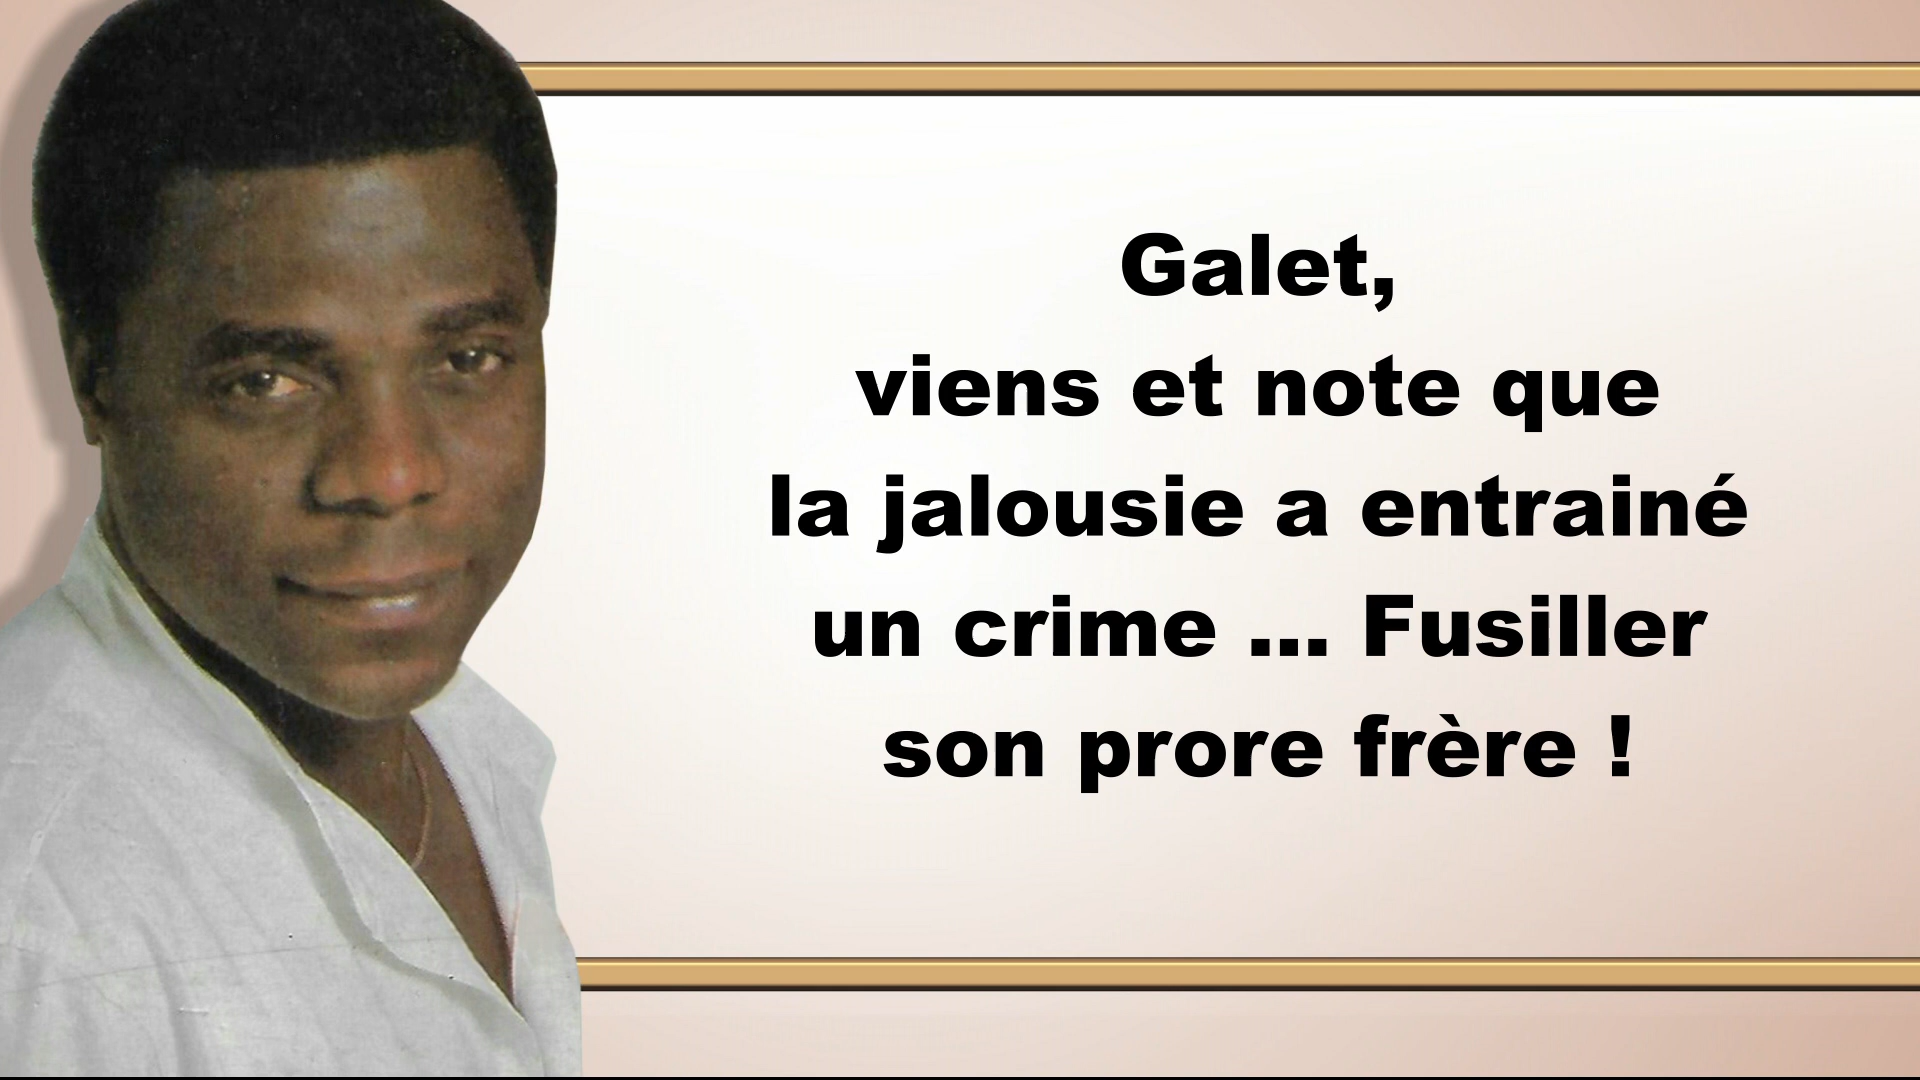 Galet,
viens et note que
la jalousie a entrainé
un crime ... Fusiller
son prore frère !